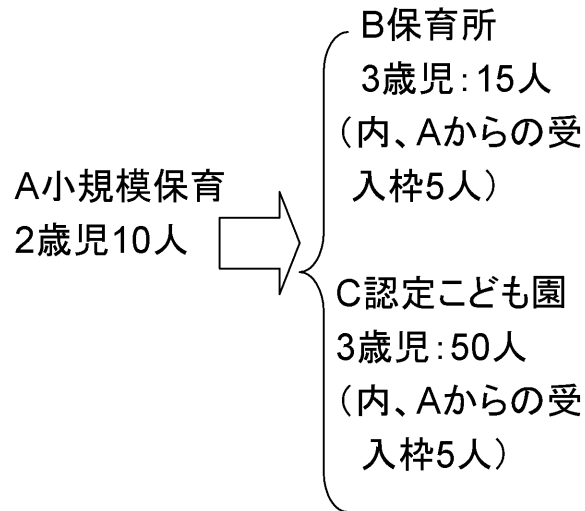 A小規模保育
2歳児10人
B保育所
3歳児：15人
（内、Aからの受
入枠5人）
C認定こども園
3歳児：50人
（内、Aからの受
入枠5人）